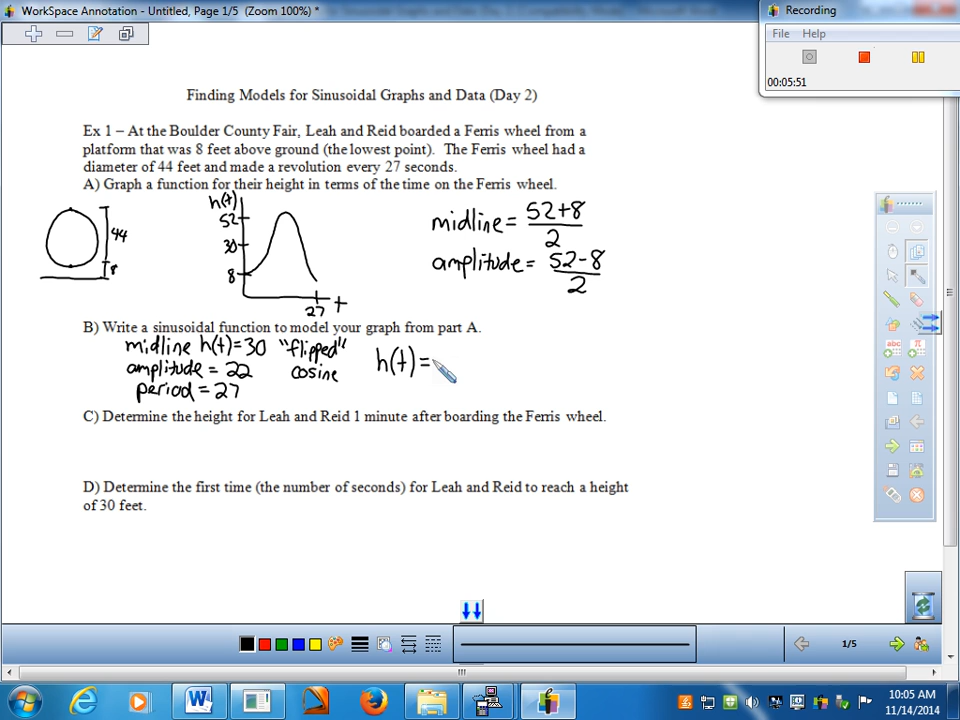 WorkSpace Annotation - Untitled, Page 1/5 (Zoom 100%) *
Recording
File Help
00:05:51
Finding Models for Sinusoidal Graphs and Data (Day 2)
Ex 1 – At the Boulder County Fair, Leah and Reid boarded a Ferris wheel from a
platform that was 8 feet above ground (the lowest point). The Ferris wheel had a
diameter of 44 feet and made a revolution every 27 seconds.
A) Graph a function for their height in terms of the time on the Ferris wheel.
44
8
h(t)
52
30
8
27 t
midline = 52+8
2
amplitude = 52-8
2
B) Write a sinusoidal function to model your graph from part A.
midline h(t)=30 "flipped"
amplitude = 22 cosine
period = 27
h(t)=
C) Determine the height for Leah and Reid 1 minute after boarding the Ferris wheel.
D) Determine the first time (the number of seconds) for Leah and Reid to reach a height
of 30 feet.
abc
π
1/5
10:05 AM
11/14/2014